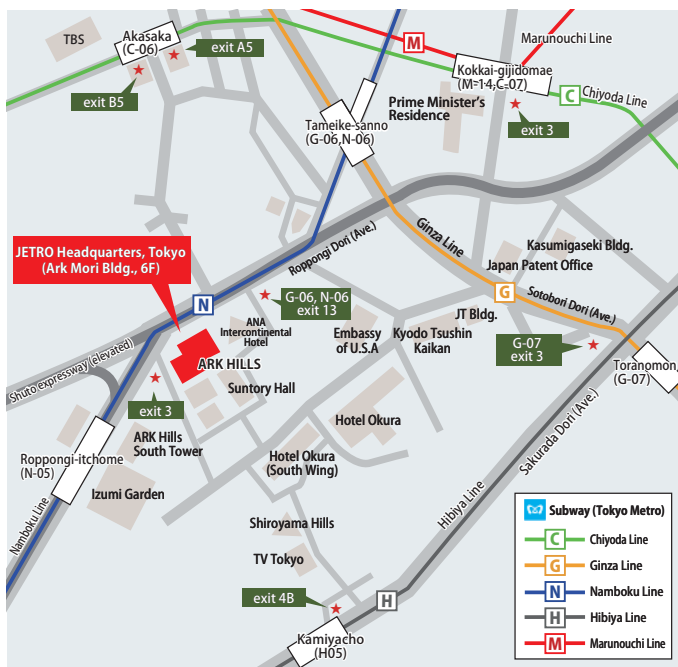 TBS
Akasaka
(C-06)
exit A5
exit B5
M
Marunouchi Line
Kokkai-gijidomae
(M-14,C-07)
C
Chiyoda Line
exit 3
Prime Minister's
Residence
Tameike-sanno
(G-06,N-06)
JETRO Headquarters, Tokyo
(Ark Mori Bldg., 6F)
Roppongi Dori (Ave.)
Ginza Line
Kasumigaseki Bldg.
Japan Patent Office
G
Sotobori Dori (Ave.)
N
G-06, N-06
exit 13
ANA
Intercontinental
Hotel
Embassy
of U.S.A
Kyodo Tsushin
Kaikan
JT Bldg.
G-07
exit 3
Toranomon,
(G-07)
Shuto expressway (elevated)
ARK HILLS
Suntory Hall
exit 3
ARK Hills
South Tower
Hotel Okura
Hotel Okura
(South Wing)
Roppongi-itchome
(N-05)
Izumi Garden
Namboku Line
Shiroyama Hills
TV Tokyo
Hibiya Line
Sakurada Dori (Ave.)
exit 4B
H
Kamiyacho
(H05)
Subway (Tokyo Metro)
C Chiyoda Line
G Ginza Line
N Namboku Line
H Hibiya Line
M Marunouchi Line